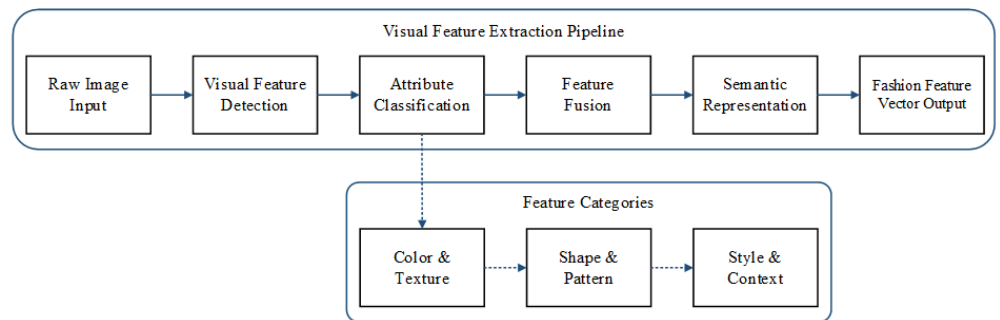 Visual Feature Extraction Pipeline
Raw Image
Input
Visual Feature
Detection
Attribute
Classification
Feature
Fusion
Semantic
Representation
Fashion Feature
Vector Output
Feature Categories
Color &
Texture
Shape &
Pattern
Style &
Context